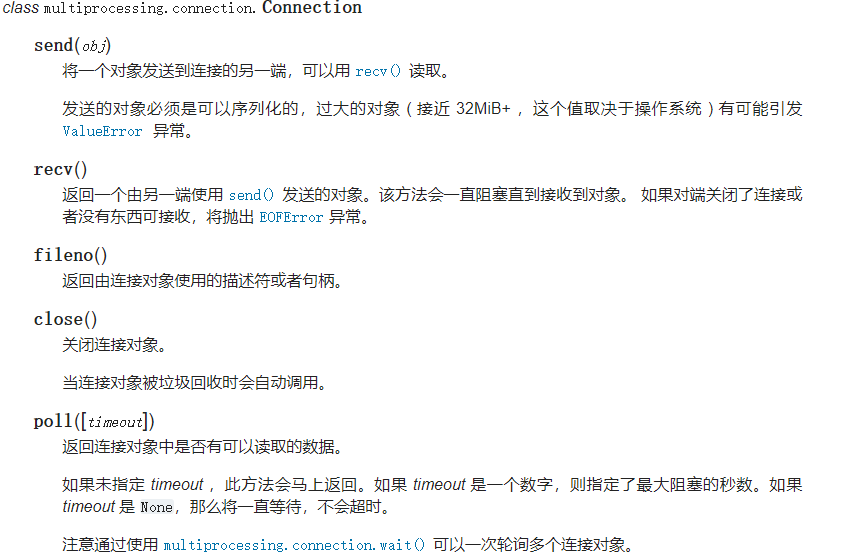 class multiprocessing.connection.Connection
send(obj)
将一个对象发送到连接的另一端，可以用 recv() 读取。
发送的对象必须是可以序列化的，过大的对象 ( 接近 32MiB+ ，这个值取决于操作系统 ) 有可能引发
ValueError 异常。
recv()
返回一个由另一端使用 send() 发送的对象。该方法会一直阻塞直到接收到对象。 如果对端关闭了连接或
者没有东西可接收，将抛出 EOFError 异常。
fileno()
返回由连接对象使用的描述符或者句柄。
close()
关闭连接对象。
当连接对象被垃圾回收时会自动调用。
poll([timeout])
返回连接对象中是否有可以读取的数据。
如果未指定 timeout ，此方法会马上返回。如果 timeout 是一个数字，则指定了最大阻塞的秒数。如果
timeout 是 None，那么将一直等待，不会超时。
注意通过使用 multiprocessing.connection.wait() 可以一次轮询多个连接对象。